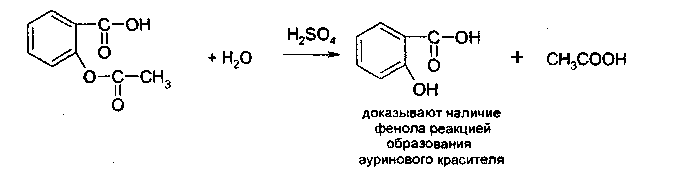 C–OH
O
O–C–CH₃
O
+ H₂O
H₂SO₄
C–OH
O
OH
+ CH₃COOH
доказывают наличие
фенола реакцией
образования
ауринового красителя